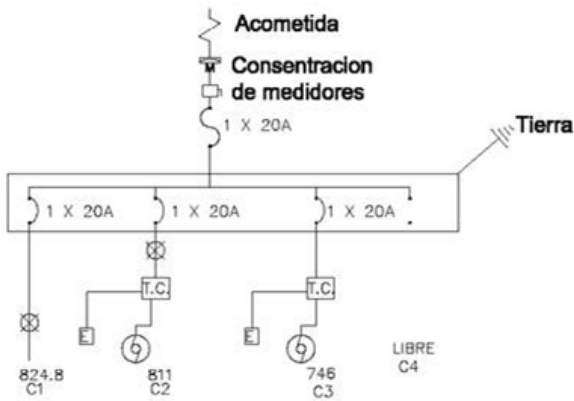 Acometida
M
Consentracion
de medidores
1 X 20A
Tierra
1 X 20A
1 X 20A
1 X 20A
T.C.
T.C.
E
E
824.8
C1
811
C2
746
C3
LIBRE
C4